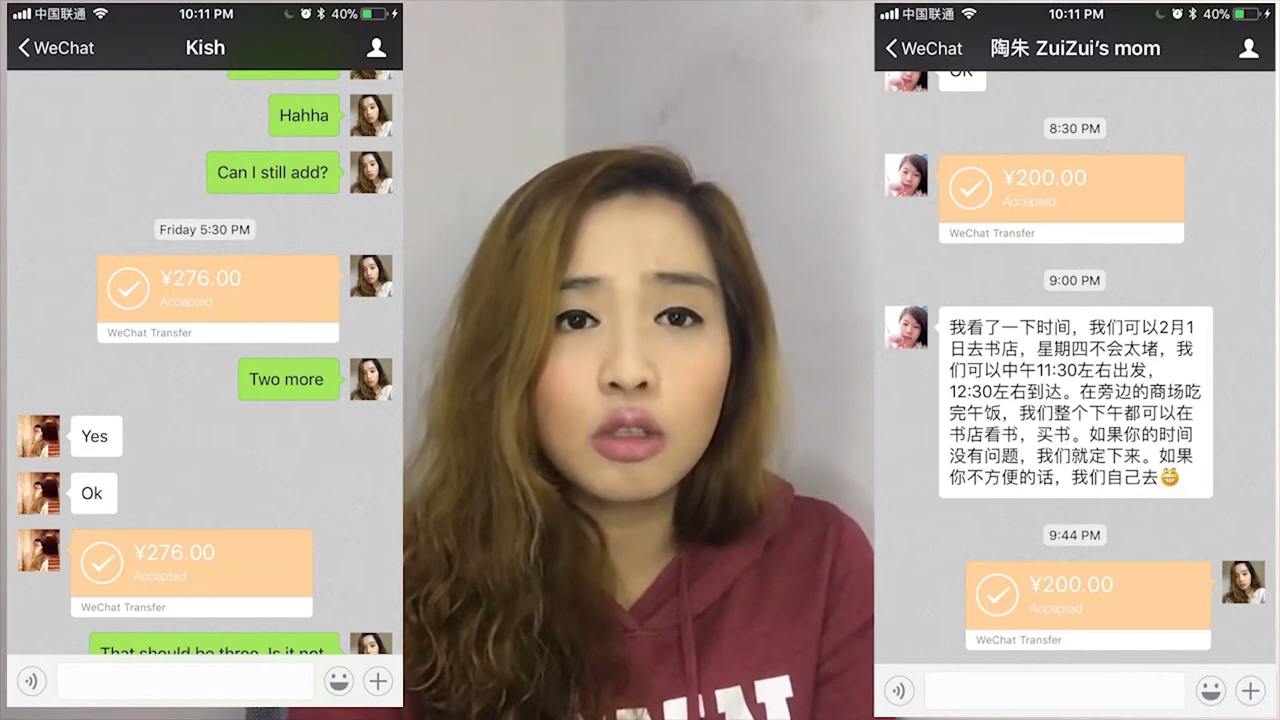 中国联通
10:11 PM
40%
WeChat
Kish
Hahha
Can I still add?
Friday 5:30 PM
¥276.00
Accepted
WeChat Transfer
Two more
Yes
Ok
¥276.00
Accepted
WeChat Transfer
That should be three. Is it not
中国联通
10:11 PM
40%
WeChat
陶朱 ZuiZui's mom
OK
8:30 PM
¥200.00
Accepted
WeChat Transfer
9:00 PM
我看了一下时间，我们可以2月1
日去书店，星期四不会太堵，我
们可以中午11:30左右出发，
12:30左右到达。在旁边的商场吃
完午饭，我们整个下午都可以在
书店看书，买书。如果你的时间
没有问题，我们就定下来。如果
你不方便的话，我们自己去😁
9:44 PM
¥200.00
Accepted
WeChat Transfer